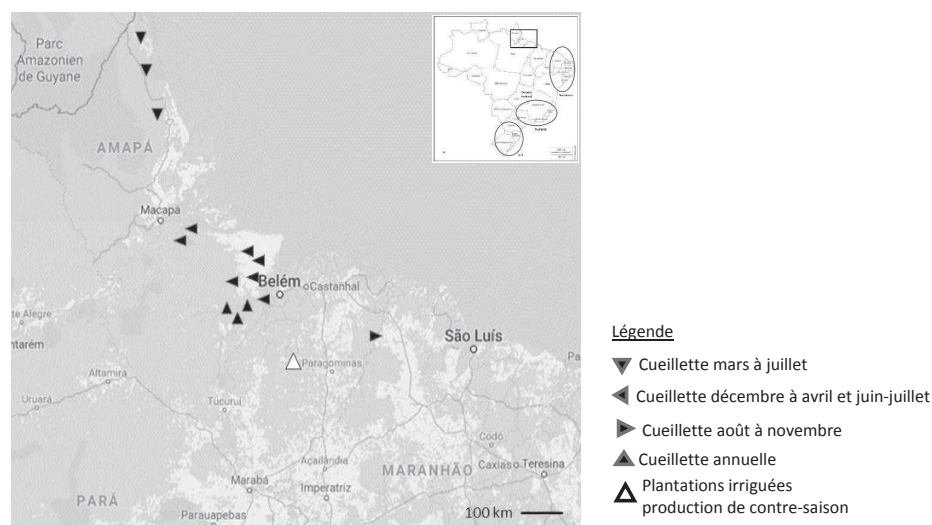 Parc
Amazonien
de Guyane
AMAPÁ
Macapá
Belém
Castanhal
te Alegre
ntarém
São Luís
Pa
Paragominas
Altamira
Uruará
Tucuruí
Codó
Açailândia
MARANHÃO
Caxias
Teresina
Marabá
Imperatriz
PARÁ
Parauapebas
100 km
Légende
Cueillette mars à juillet
Cueillette décembre à avril et juin-juillet
Cueillette août à novembre
Cueillette annuelle
Plantations irriguées
production de contre-saison